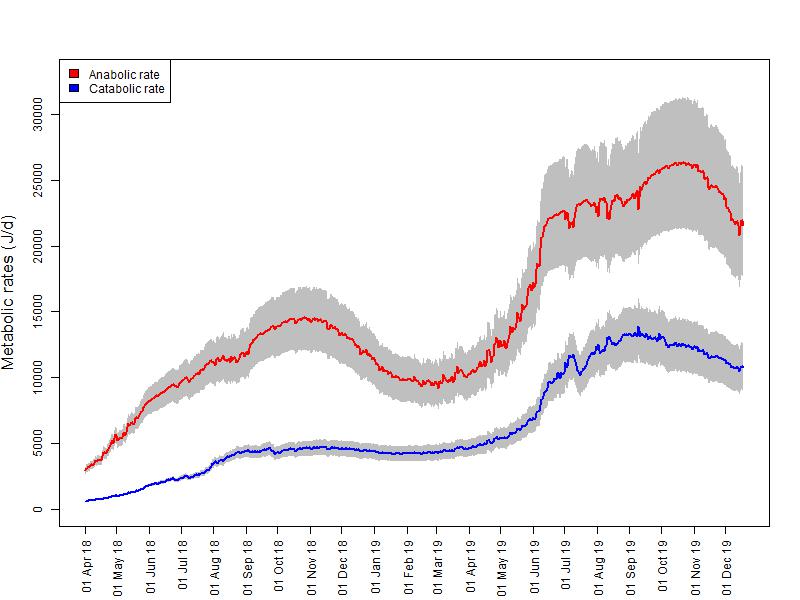 Anabolic rate
Catabolic rate
Metabolic rates (J/d)
30000
25000
20000
15000
10000
5000
0
01 Apr 18
01 May 18
01 Jun 18
01 Jul 18
01 Aug 18
01 Sep 18
01 Oct 18
01 Nov 18
01 Dec 18
01 Jan 19
01 Feb 19
01 Mar 19
01 Apr 19
01 May 19
01 Jun 19
01 Jul 19
01 Aug 19
01 Sep 19
01 Oct 19
01 Nov 19
01 Dec 19